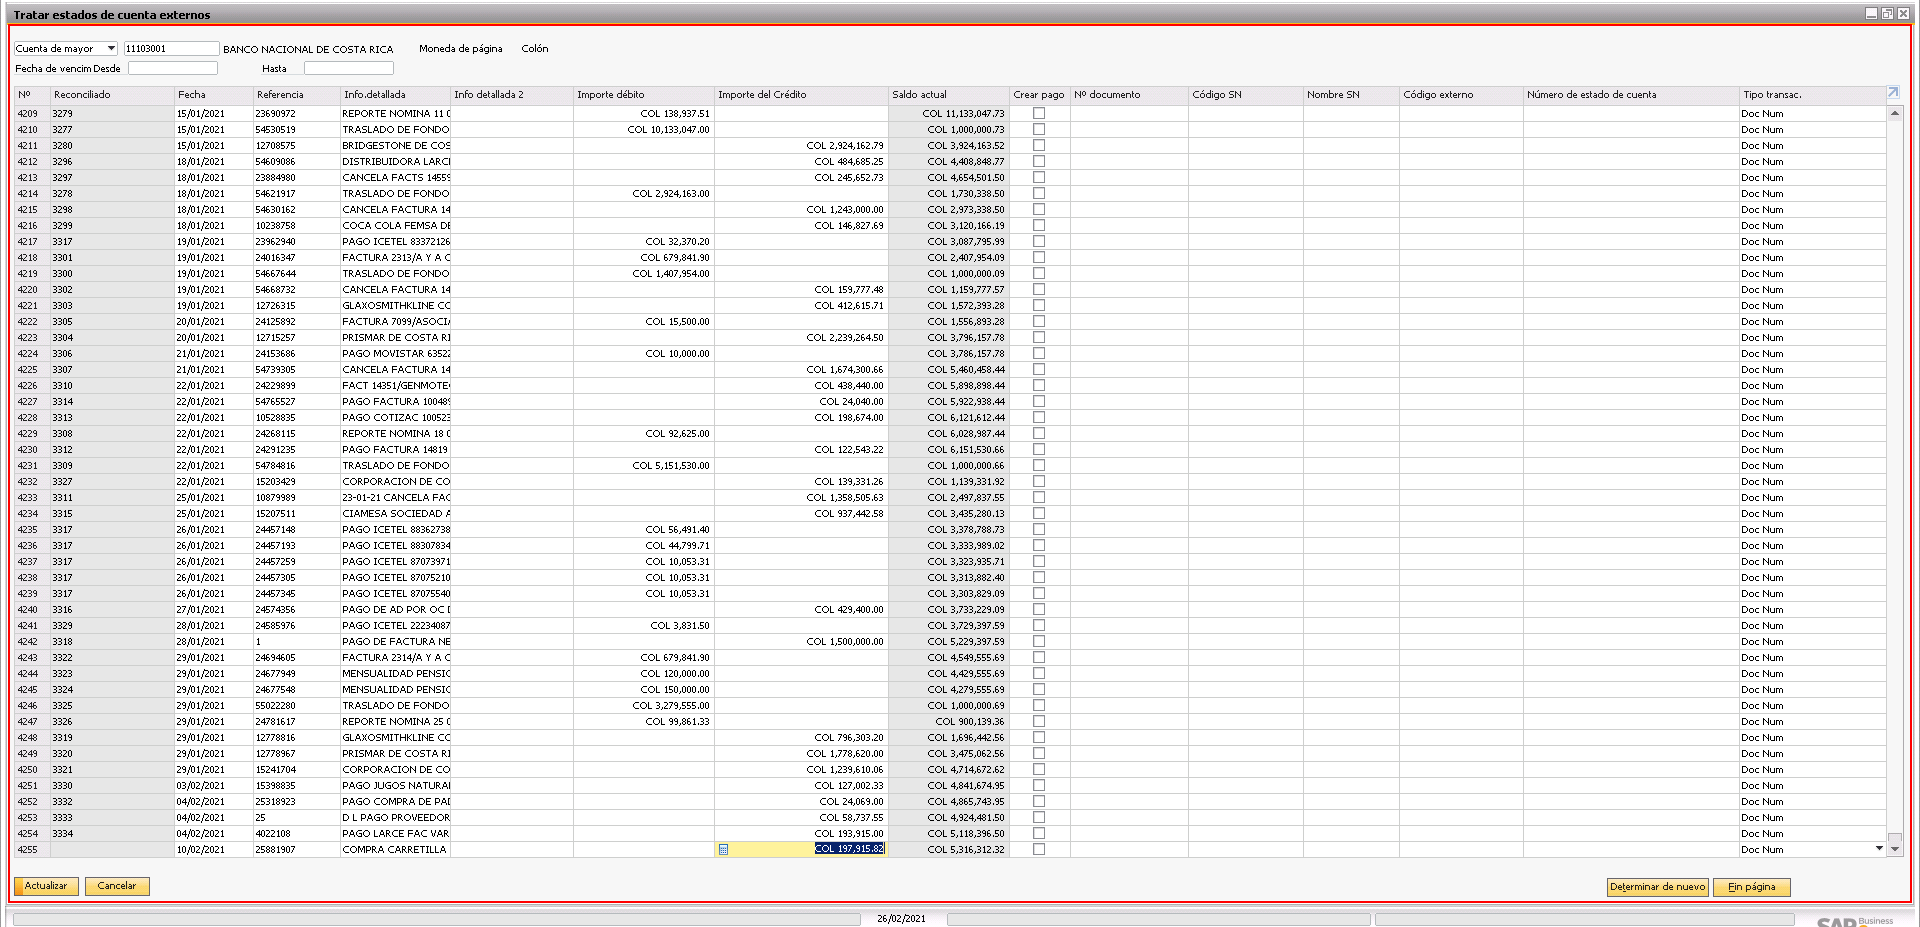 Tratar estados de cuenta externos
Cuenta de mayor 11103001 BANCO NACIONAL DE COSTA RICA Moneda de página Colón
Fecha de vencim Desde Hasta
Nº Reconciliado Fecha Referencia Info.detallada Info detallada 2 Importe débito Importe del Crédito Saldo actual Crear pago Nº documento Código SN Nombre SN Código externo Número de estado de cuenta Tipo transac.
4209 3279 15/01/2021 23690972 REPORTE NOMINA 11 COL 138,937.51 COL 11,133,047.73 Doc Num
4210 3277 15/01/2021 54530519 TRASLADO DE FONDO COL 10,133,047.00 COL 1,000,000.73 Doc Num
4211 3280 15/01/2021 12708575 BRIDGESTONE DE COS COL 2,924,162.79 COL 3,924,163.52 Doc Num
4212 3296 18/01/2021 54609086 DISTRIBUIDORA LARCE COL 484,685.25 COL 4,408,848.77 Doc Num
4213 3297 18/01/2021 23884980 CANCELA FACTS 14559 COL 245,652.73 COL 4,654,501.50 Doc Num
4214 3278 18/01/2021 54621917 TRASLADO DE FONDO COL 2,924,163.00 COL 1,730,338.50 Doc Num
4215 3298 18/01/2021 54630162 CANCELA FACTURA 14 COL 1,243,000.00 COL 2,973,338.50 Doc Num
4216 3299 18/01/2021 10238758 COCA COLA FEMSA DE COL 146,827.69 COL 3,120,166.19 Doc Num
4217 3317 19/01/2021 23962940 PAGO ICETEL 83372126 COL 32,370.20 COL 3,087,795.99 Doc Num
4218 3301 19/01/2021 24016347 FACTURA 2313/A Y A C COL 679,841.90 COL 2,407,954.09 Doc Num
4219 3300 19/01/2021 54667644 TRASLADO DE FONDO COL 1,407,954.00 COL 1,000,000.09 Doc Num
4220 3302 19/01/2021 54668732 CANCELA FACTURA 14 COL 159,777.48 COL 1,159,777.57 Doc Num
4221 3303 19/01/2021 12726315 GLAXOSMITHKLINE CC COL 412,615.71 COL 1,572,393.28 Doc Num
4222 3305 20/01/2021 24125892 FACTURA 7099/ASOCI COL 15,500.00 COL 1,556,893.28 Doc Num
4223 3304 20/01/2021 12715257 PRISMAR DE COSTA RI COL 2,239,264.50 COL 3,796,157.78 Doc Num
4224 3306 21/01/2021 24153686 PAGO MOVISTAR 63522 COL 10,000.00 COL 3,786,157.78 Doc Num
4225 3307 21/01/2021 54739305 CANCELA FACTURA 14 COL 1,674,300.66 COL 5,460,458.44 Doc Num
4226 3310 22/01/2021 24229899 FACT 14351/GENMOTE COL 438,440.00 COL 5,898,898.44 Doc Num
4227 3314 22/01/2021 54765527 PAGO FACTURA 100489 COL 24,040.00 COL 5,922,938.44 Doc Num
4228 3313 22/01/2021 10528835 PAGO COTIZAC 100523 COL 198,674.00 COL 6,121,612.44 Doc Num
4229 3308 22/01/2021 24268115 REPORTE NOMINA 18 COL 92,625.00 COL 6,028,987.44 Doc Num
4230 3312 22/01/2021 24291235 PAGO FACTURA 14819 COL 122,543.22 COL 6,151,530.66 Doc Num
4231 3309 22/01/2021 54784816 TRASLADO DE FONDO COL 5,151,530.00 COL 1,000,000.66 Doc Num
4232 3327 22/01/2021 15203429 CORPORACION DE CO COL 139,331.26 COL 1,139,331.92 Doc Num
4233 3311 25/01/2021 10879989 23-01-21 CANCELA FAC COL 1,358,505.63 COL 2,497,837.55 Doc Num
4234 3315 25/01/2021 15207511 CIAMESA SOCIEDAD A COL 937,442.58 COL 3,435,280.13 Doc Num
4235 3317 26/01/2021 24457148 PAGO ICETEL 88362738 COL 56,491.40 COL 3,378,788.73 Doc Num
4236 3317 26/01/2021 24457193 PAGO ICETEL 88307834 COL 44,799.71 COL 3,333,989.02 Doc Num
4237 3317 26/01/2021 24457259 PAGO ICETEL 87073971 COL 10,053.31 COL 3,323,935.71 Doc Num
4238 3317 26/01/2021 24457305 PAGO ICETEL 87075210 COL 10,053.31 COL 3,313,882.40 Doc Num
4239 3317 26/01/2021 24457345 PAGO ICETEL 87075540 COL 10,053.31 COL 3,303,829.09 Doc Num
4240 3316 27/01/2021 24574356 PAGO DE AD POR OC COL 429,400.00 COL 3,733,229.09 Doc Num
4241 3329 28/01/2021 24585976 PAGO ICETEL 22234087 COL 3,831.50 COL 3,729,397.59 Doc Num
4242 3318 28/01/2021 1 PAGO DE FACTURA NE COL 1,500,000.00 COL 5,229,397.59 Doc Num
4243 3322 29/01/2021 24694605 FACTURA 2314/A Y A C COL 679,841.90 COL 4,549,555.69 Doc Num
4244 3323 29/01/2021 24677949 MENSUALIDAD PENSIC COL 120,000.00 COL 4,429,555.69 Doc Num
4245 3324 29/01/2021 24677548 MENSUALIDAD PENSIC COL 150,000.00 COL 4,279,555.69 Doc Num
4246 3325 29/01/2021 55022280 TRASLADO DE FONDO COL 3,279,555.00 COL 1,000,000.69 Doc Num
4247 3326 29/01/2021 24781617 REPORTE NOMINA 25 COL 99,861.33 COL 900,139.36 Doc Num
4248 3319 29/01/2021 12778816 GLAXOSMITHKLINE CC COL 796,303.20 COL 1,696,442.56 Doc Num
4249 3320 29/01/2021 12778967 PRISMAR DE COSTA RI COL 1,778,620.00 COL 3,475,062.56 Doc Num
4250 3321 29/01/2021 15241704 CORPORACION DE CO COL 1,239,610.06 COL 4,714,672.62 Doc Num
4251 3330 03/02/2021 15398835 PAGO JUGOS NATURAI COL 127,002.33 COL 4,841,674.95 Doc Num
4252 3332 04/02/2021 25318923 PAGO COMPRA DE PAI COL 24,069.00 COL 4,865,743.95 Doc Num
4253 3333 04/02/2021 25 D L PAGO PROVEEDOR COL 58,737.55 COL 4,924,481.50 Doc Num
4254 3334 04/02/2021 4022108 PAGO LARCE FAC VAR COL 193,915.00 COL 5,118,396.50 Doc Num
4255 10/02/2021 25881907 COMPRA CARRETILLA COL 197,915.82 COL 5,316,312.32 Doc Num
Actualizar Cancelar Determinar de nuevo Fin página
26/02/2021 SAP Business